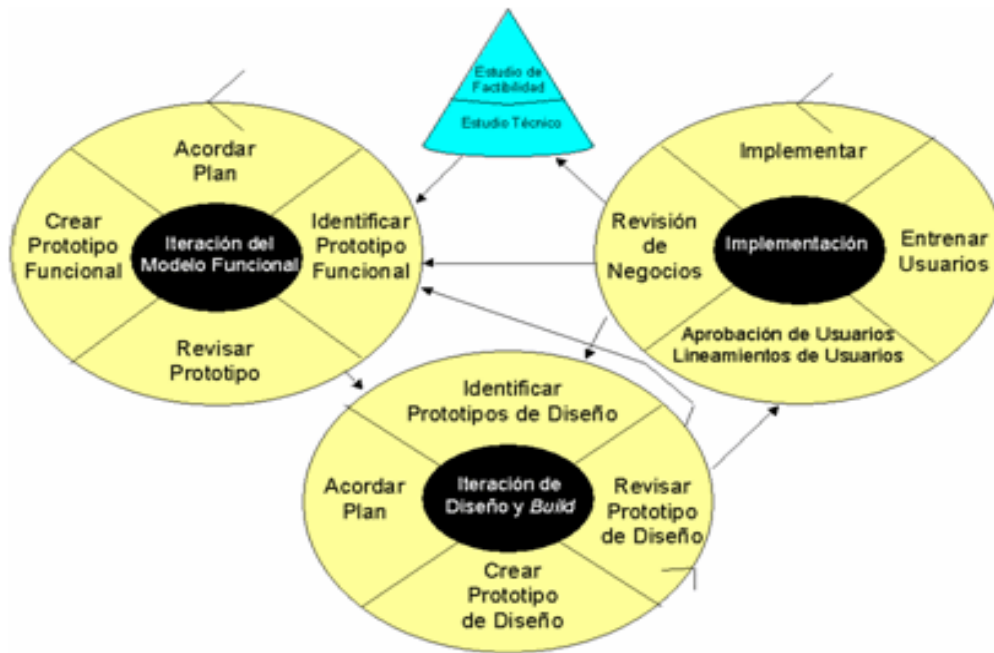 Estudio de
Factibilidad
Estudio Técnico
Acordar
Plan
Crear
Prototipo
Funcional
Iteración del
Modelo Funcional
Identificar
Prototipo
Funcional
Revisar
Prototipo
Implementar
Revisión
de
Negocios
Implementación
Entrenar
Usuarios
Aprobación de Usuarios
Lineamientos de Usuarios
Identificar
Prototipos de Diseño
Acordar
Plan
Iteración de
Diseño y Build
Revisar
Prototipo
de Diseño
Crear
Prototipo
de Diseño